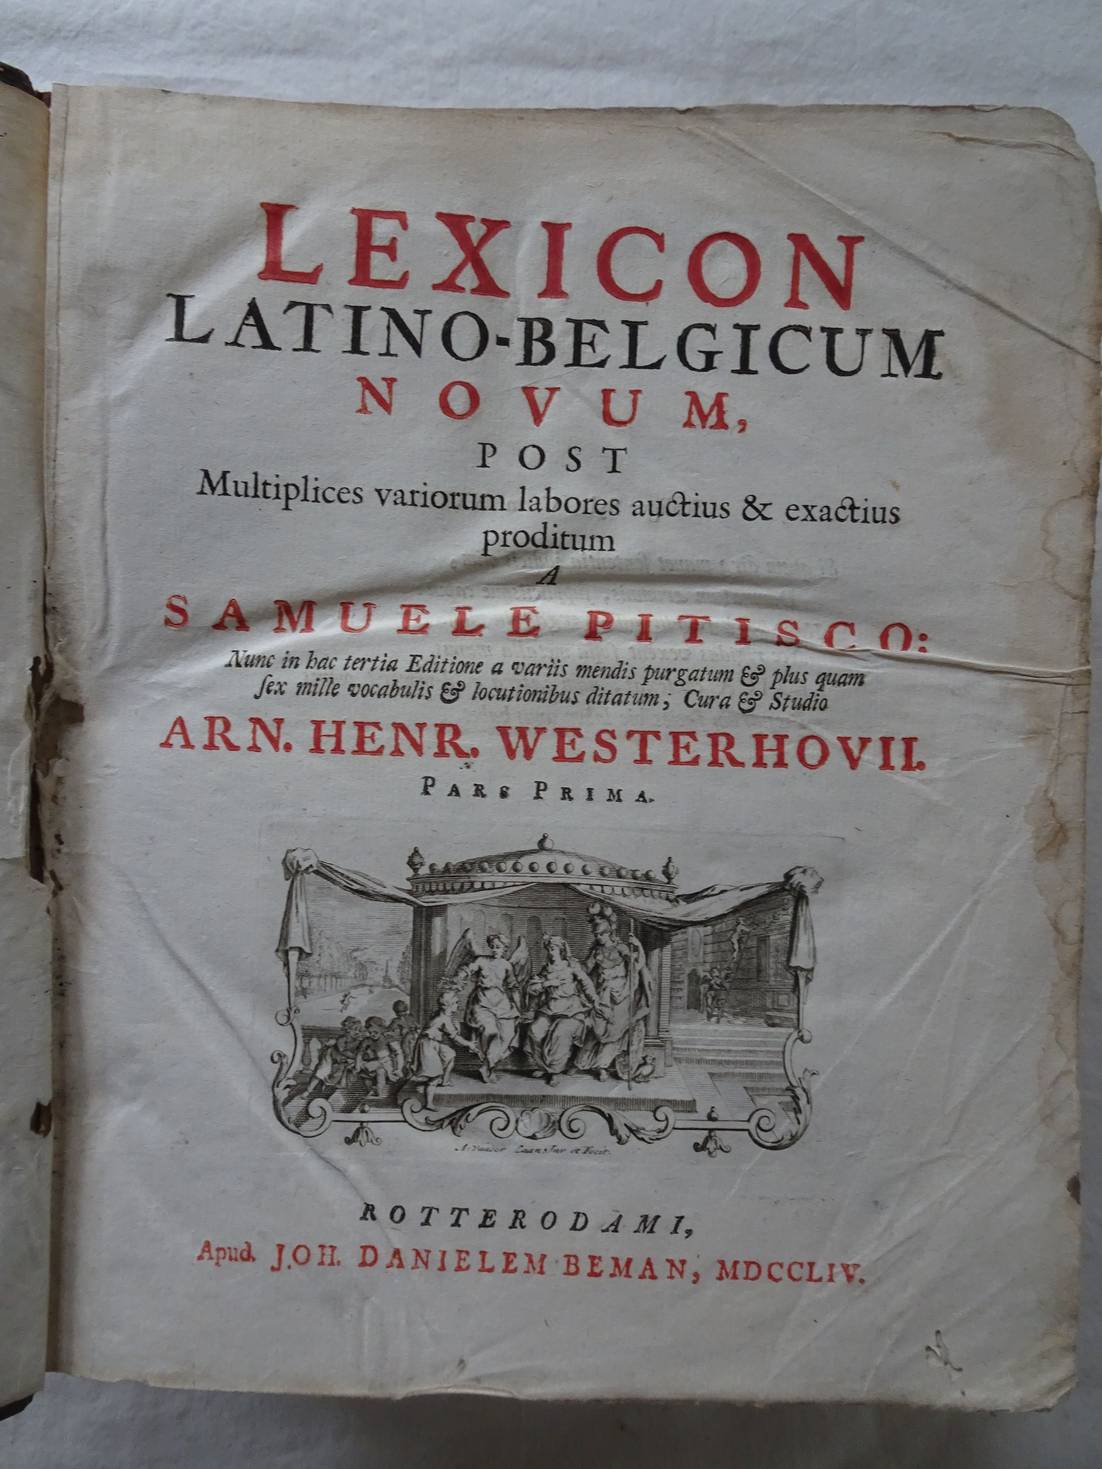 LEXICON
LATINO-BELGICUM
NOVUM,
POST
Multiplices variorum labores auctius & exactius
proditum
A
SAMUELE PITISCO:
Nunc in hac tertia Editione a variis mendis purgatum & plus quam
ſex mille vocabulis & locutionibus ditatum; Cura & Studio
ARN. HENR. WESTERHOVII.
PARS PRIMA.
et Fecit.
ROTTERODAMI,
Apud. JOH. DANIELEM BEMAN, MDCCLIV.